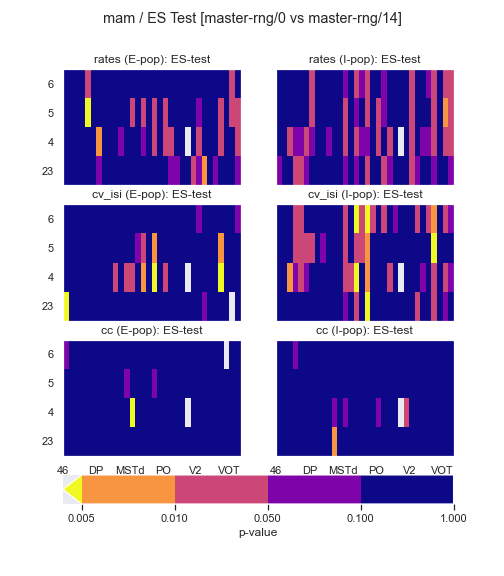 mam / ES Test [master-rng/0 vs master-rng/14]
rates (E-pop): ES-test
rates (I-pop): ES-test
6
5
4
23
cv_isi (E-pop): ES-test
cv_isi (I-pop): ES-test
6
5
4
23
cc (E-pop): ES-test
cc (I-pop): ES-test
6
5
4
23
46 DP MSTd PO V2 VOT
46 DP MSTd PO V2 VOT
0.005 0.010 0.050 0.100 1.000
p-value